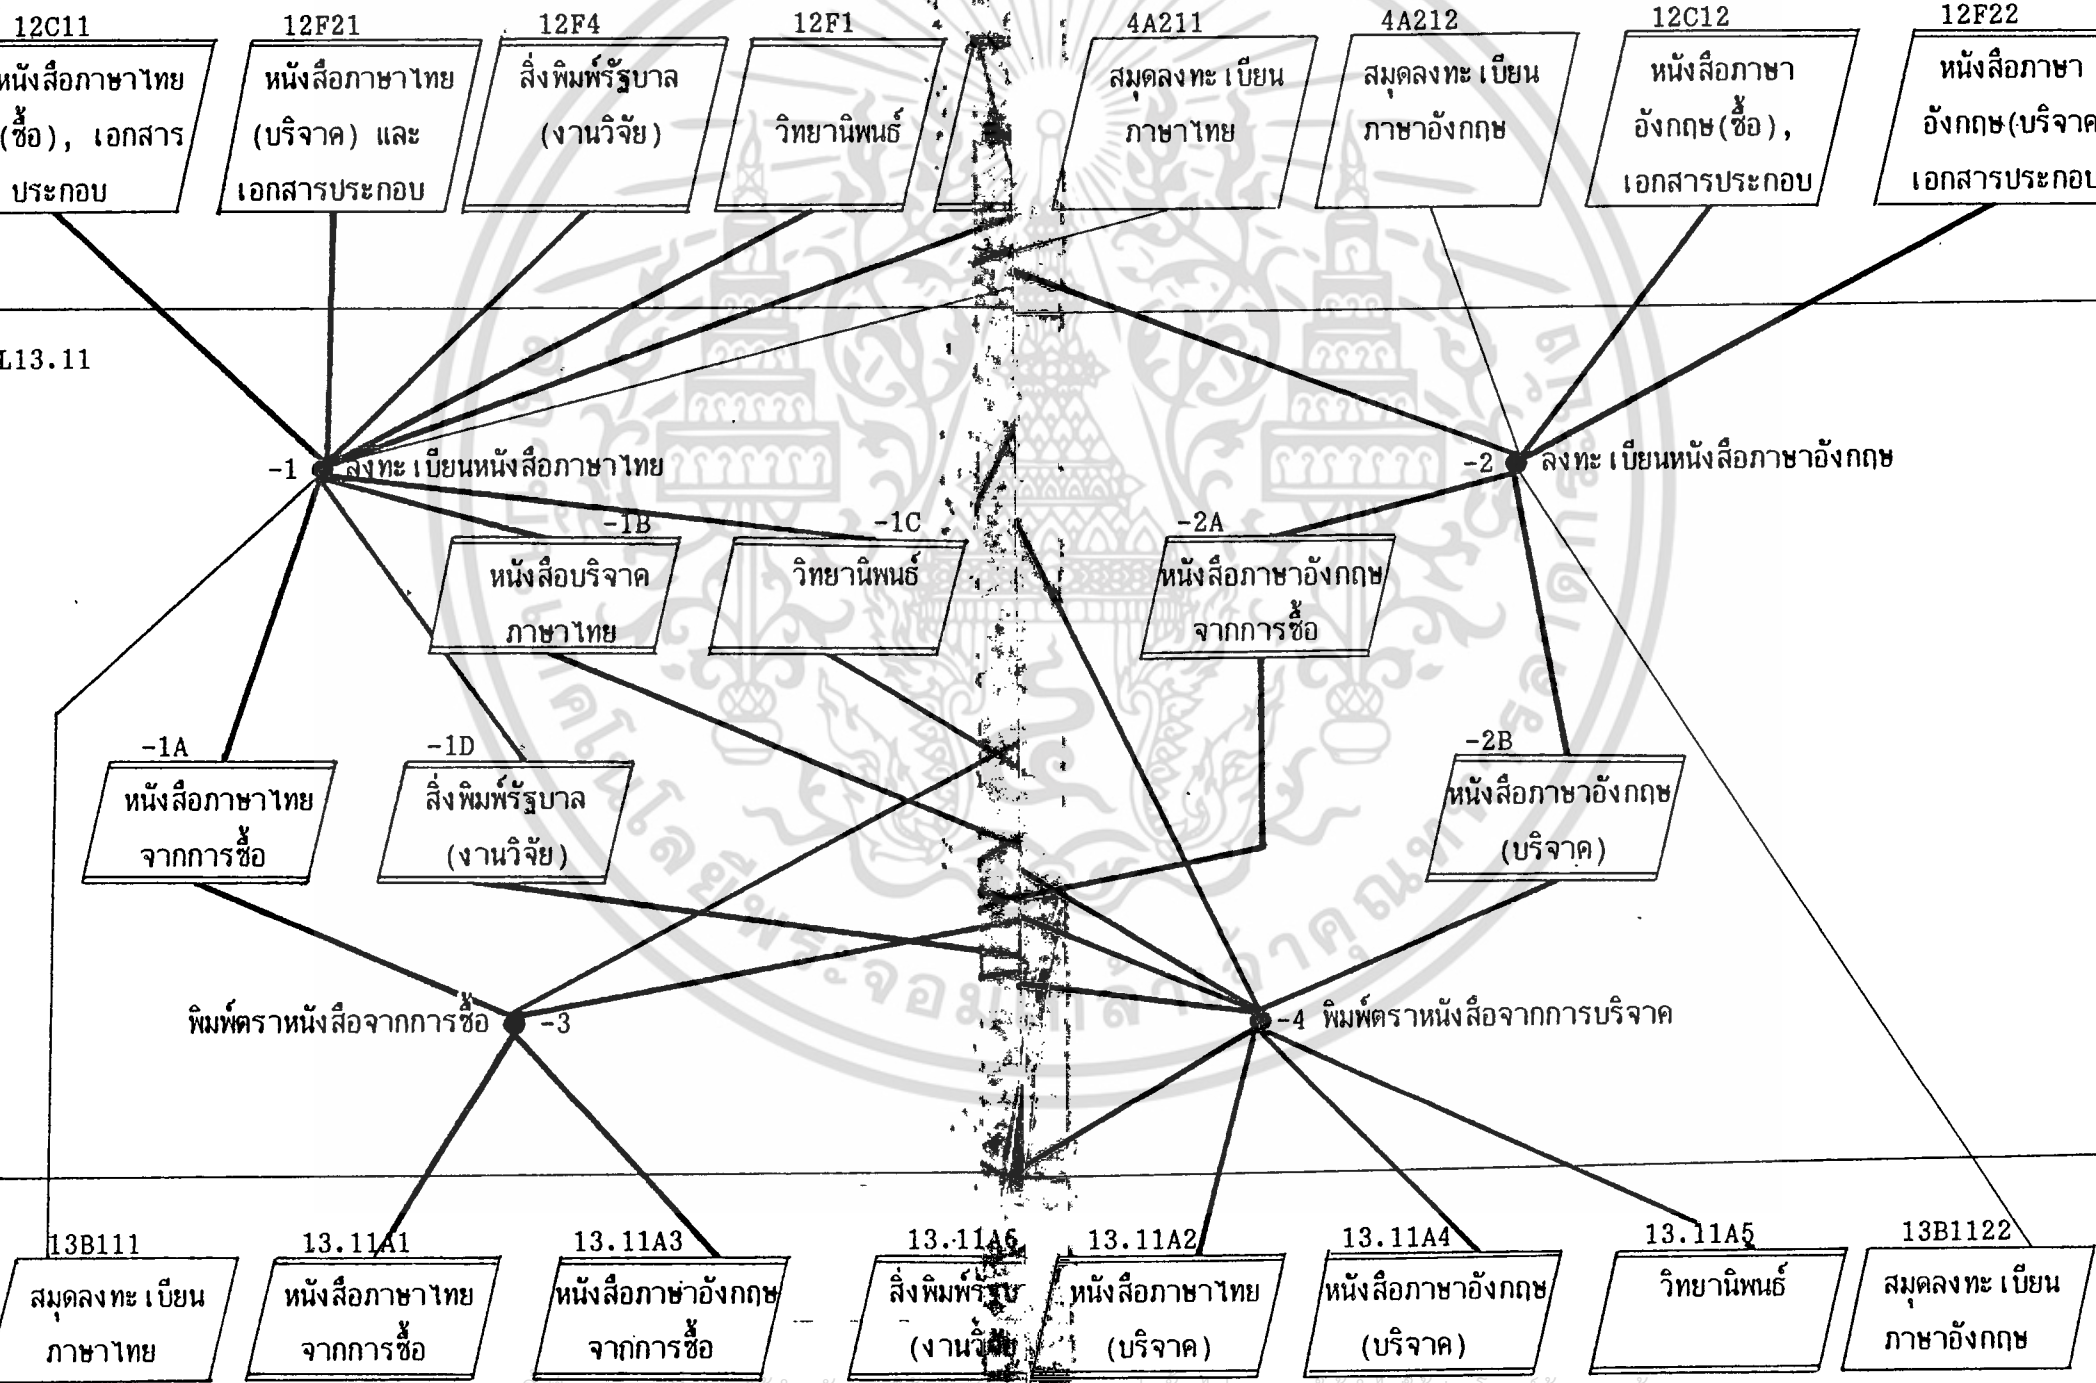 12C11
หนังสือภาษาไทย
(ซื้อ), เอกสาร
ประกอบ
12F21
หนังสือภาษาไทย
(บริจาค) และ
เอกสารประกอบ
12F4
สิ่งพิมพ์รัฐบาล
(งานวิจัย)
12F1
วิทยานิพนธ์
4A211
สมุดลงทะเบียน
ภาษาไทย
4A212
สมุดลงทะเบียน
ภาษาอังกฤษ
12C12
หนังสือภาษา
อังกฤษ(ซื้อ),
เอกสารประกอบ
12F22
หนังสือภาษา
อังกฤษ(บริจาค
เอกสารประกอบ
L13.11
-1 ลงทะเบียนหนังสือภาษาไทย
-2 ลงทะเบียนหนังสือภาษาอังกฤษ
-1B
หนังสือบริจาค
ภาษาไทย
-1C
วิทยานิพนธ์
-2A
หนังสือภาษาอังกฤษ
จากการซื้อ
-1A
หนังสือภาษาไทย
จากการซื้อ
-1D
สิ่งพิมพ์รัฐบาล
(งานวิจัย)
-2B
หนังสือภาษาอังกฤษ
(บริจาค)
พิมพ์ตราหนังสือจากการซื้อ -3
-4 พิมพ์ตราหนังสือจากการบริจาค
13B111
สมุดลงทะเบียน
ภาษาไทย
13.11A1
หนังสือภาษาไทย
จากการซื้อ
13.11A3
หนังสือภาษาอังกฤษ
จากการซื้อ
13.11A6
สิ่งพิมพ์รัฐบ
(งานวิจัย
13.11A2
หนังสือภาษาไทย
(บริจาค)
13.11A4
หนังสือภาษาอังกฤษ
(บริจาค)
13.11A5
วิทยานิพนธ์
13B1122
สมุดลงทะเบียน
ภาษาอังกฤษ